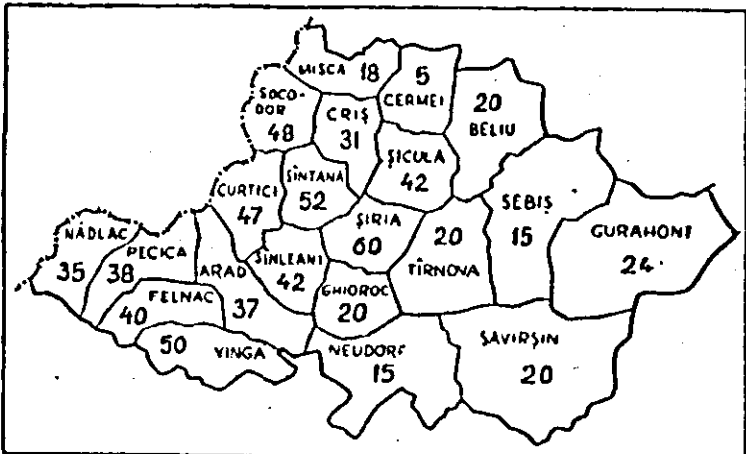 MIȘCA 18
5
CERMEI
SOCO-
DOR
48
CRIȘ
31
20
BELIU
ȘICULA
42
CURTICI
47
SÎNTANA
52
SEBIȘ
15
ȘIRIA
60
20
TÎRNOVA
GURAHONȚ
24
NĂDLAC
35
PECICA
38
ARAD
37
SÎNLEANI
42
GHIOROC
20
FELNAC
40
50 VINGA
NEUDORF
15
SĂVIRȘIN
20